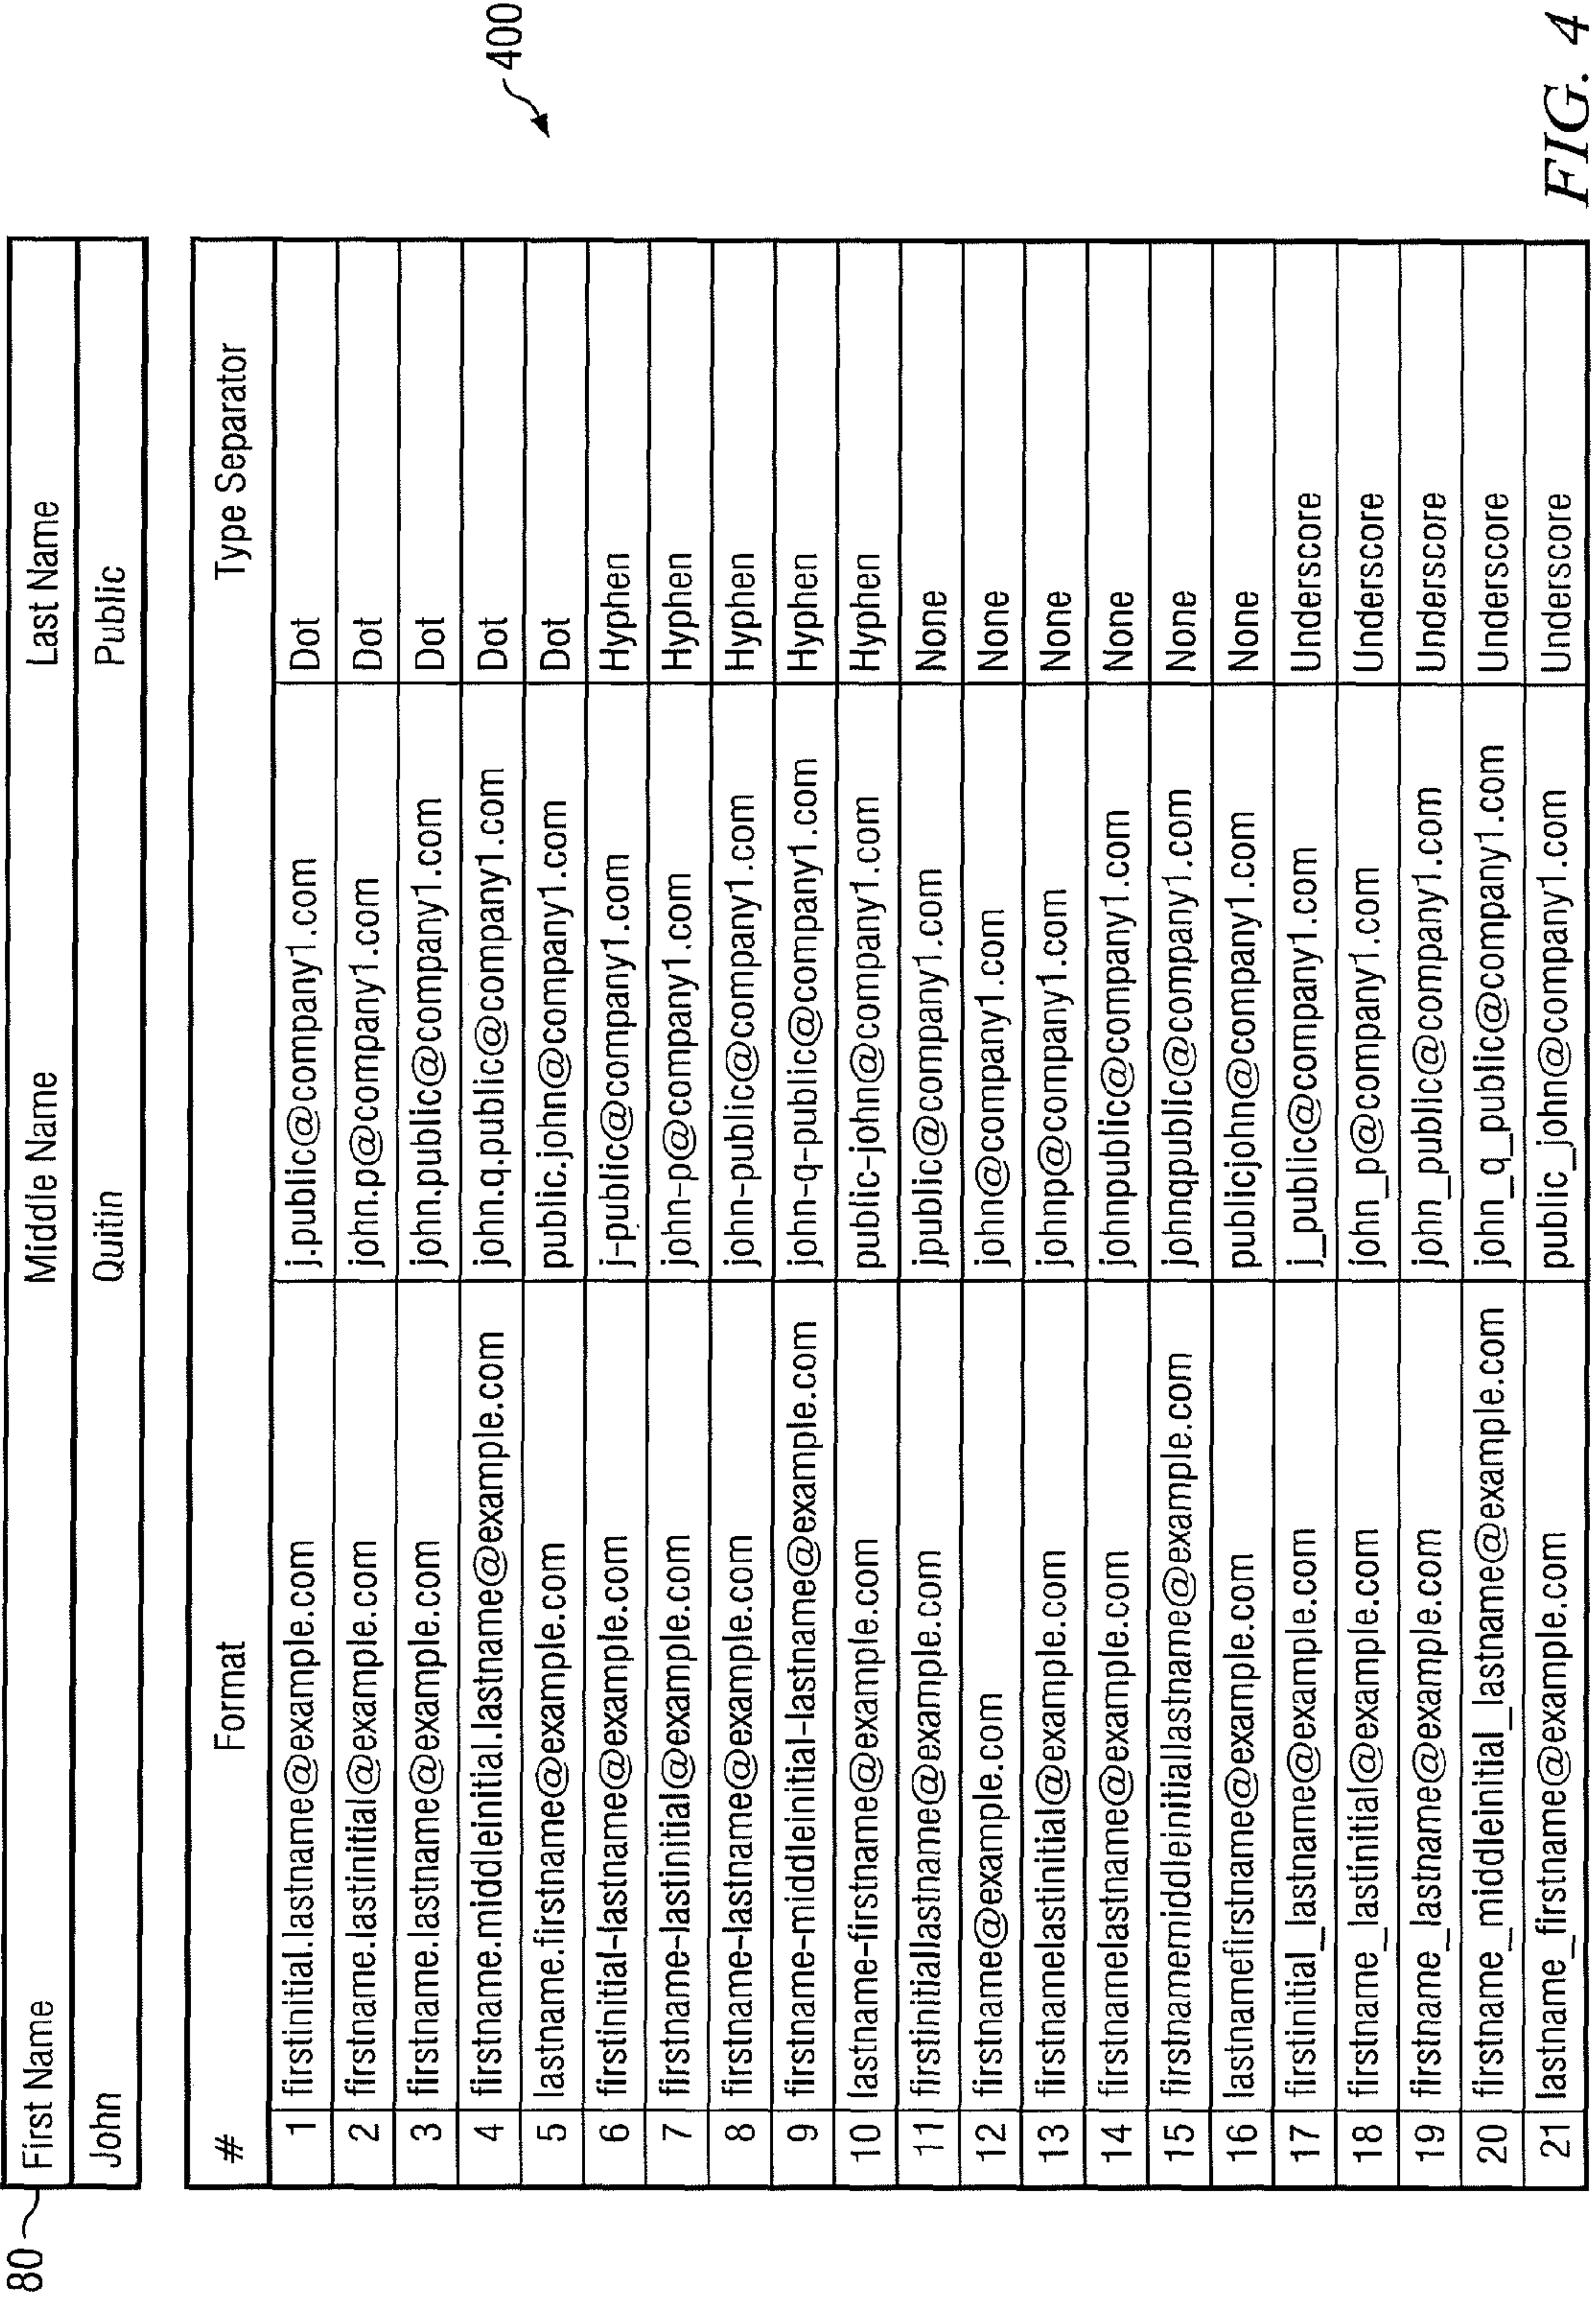 80
First Name Middle Name Last Name
John Quitin Public
# Format Type Separator
1 firstinitial.lastname@example.com j.public@company1.com Dot
2 firstname.lastinitial@example.com john.p@company1.com Dot
3 firstname.lastname@example.com john.public@company1.com Dot
4 firstname.middleinitial.lastname@example.com john.q.public@company1.com Dot
5 lastname.firstname@example.com public.john@company1.com Dot
6 firstinitial-lastname@example.com j-public@company1.com Hyphen
7 firstname-lastinitial@example.com john-p@company1.com Hyphen
8 firstname-lastname@example.com john-public@company1.com Hyphen
9 firstname-middleinitial-lastname@example.com john-q-public@company1.com Hyphen
10 lastname-firstname@example.com public-john@company1.com Hyphen
11 firstinitiallastname@example.com jpublic@company1.com None
12 firstname@example.com john@company1.com None
13 firstnamelastinitial@example.com johnp@company1.com None
14 firstnamelastname@example.com johnpublic@company1.com None
15 firstnamemiddleinitiallastname@example.com johnqpublic@company1.com None
16 lastnamefirstname@example.com publicjohn@company1.com None
17 firstinitial_lastname@example.com j_public@company1.com Underscore
18 firstname_lastinitial@example.com john_p@company1.com Underscore
19 firstname_lastname@example.com john_public@company1.com Underscore
20 firstname_middleinitial_lastname@example.com john_q_public@company1.com Underscore
21 lastname_firstname@example.com public_john@company1.com Underscore
400
FIG. 4